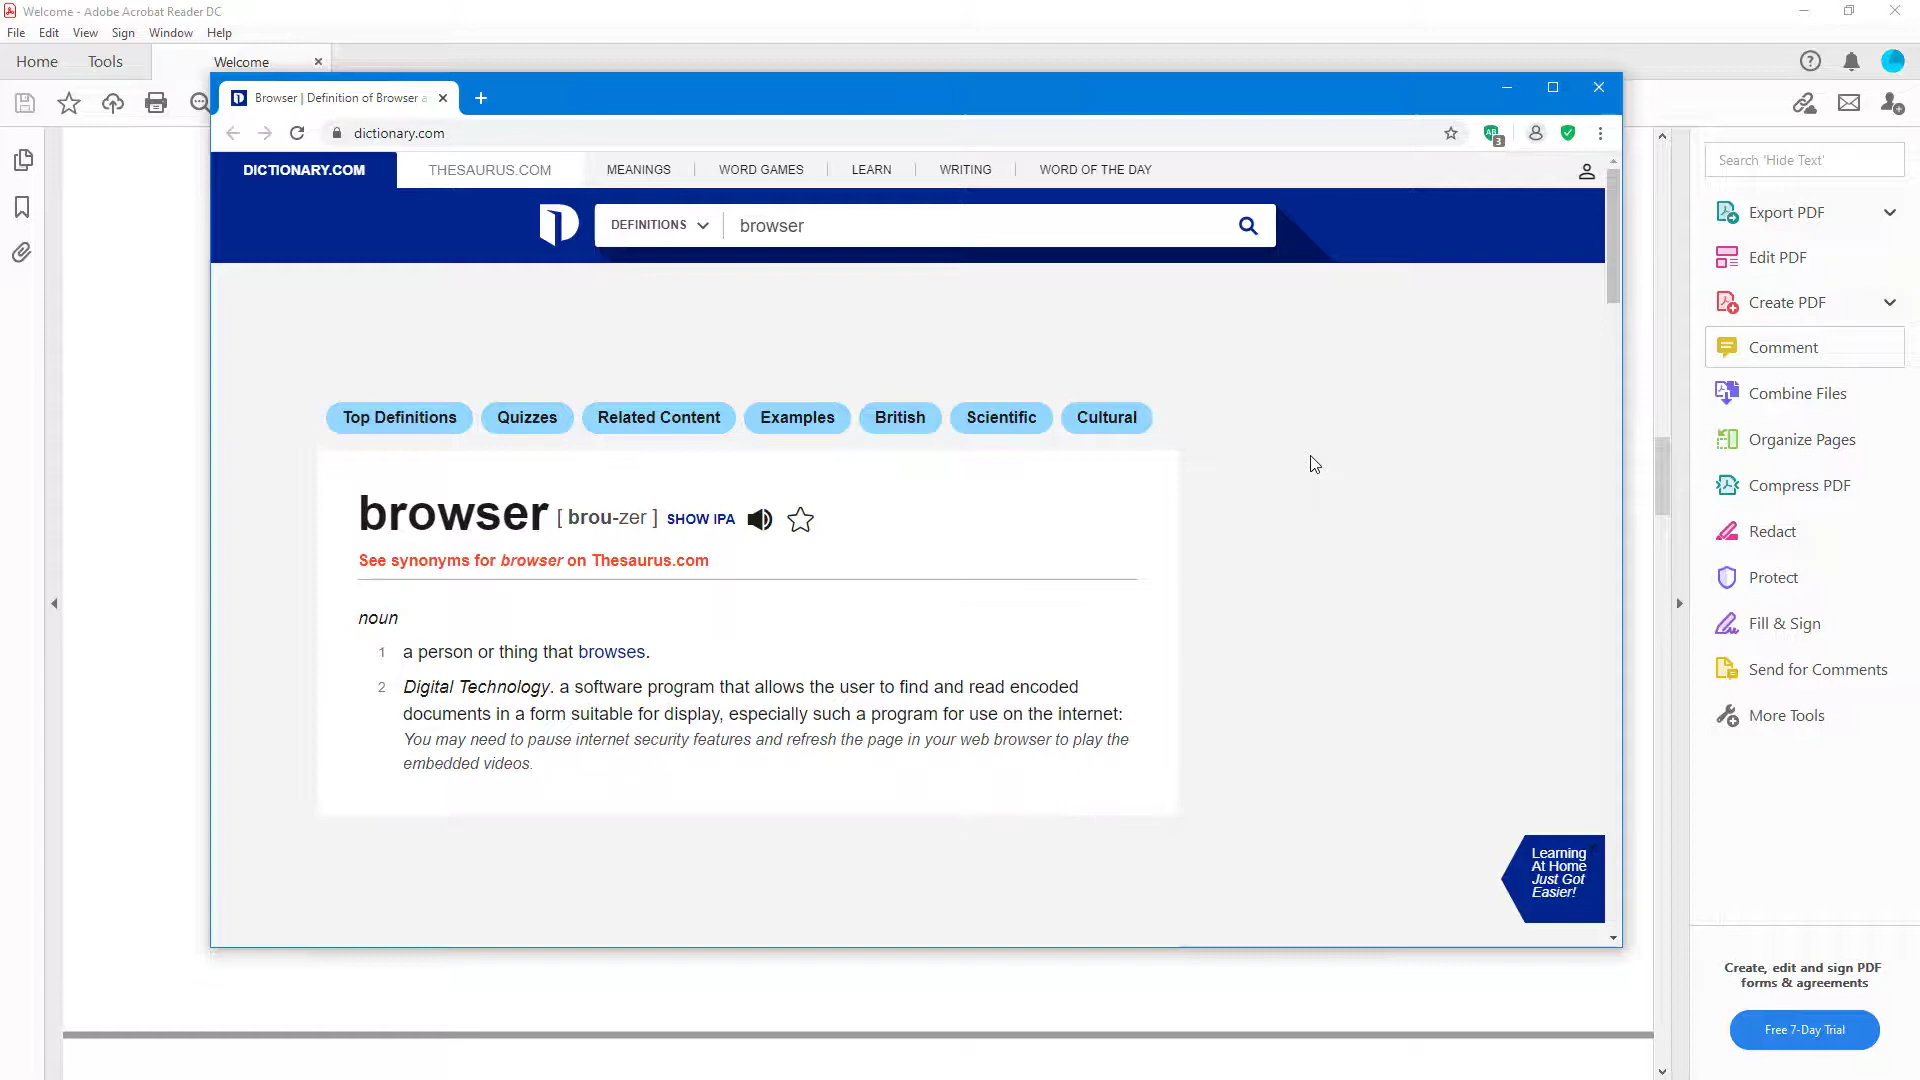 Welcome - Adobe Acrobat Reader DC
File Edit View Sign Window Help
Home Tools Welcome
Browser | Definition of Browser a
dictionary.com
3
DICTIONARY.COM THESAURUS.COM MEANINGS WORD GAMES LEARN WRITING WORD OF THE DAY
DEFINITIONS browser
Top Definitions Quizzes Related Content Examples British Scientific Cultural
browser [ brou-zer ] SHOW IPA
See synonyms for browser on Thesaurus.com
noun
1 a person or thing that browses.
2 Digital Technology. a software program that allows the user to find and read encoded
documents in a form suitable for display, especially such a program for use on the internet:
You may need to pause internet security features and refresh the page in your web browser to play the
embedded videos.
Learning
At Home
Just Got
Easier!
Search 'Hide Text'
Export PDF
Edit PDF
Create PDF
Comment
Combine Files
Organize Pages
Compress PDF
Redact
Protect
Fill & Sign
Send for Comments
More Tools
Create, edit and sign PDF
forms & agreements
Free 7-Day Trial